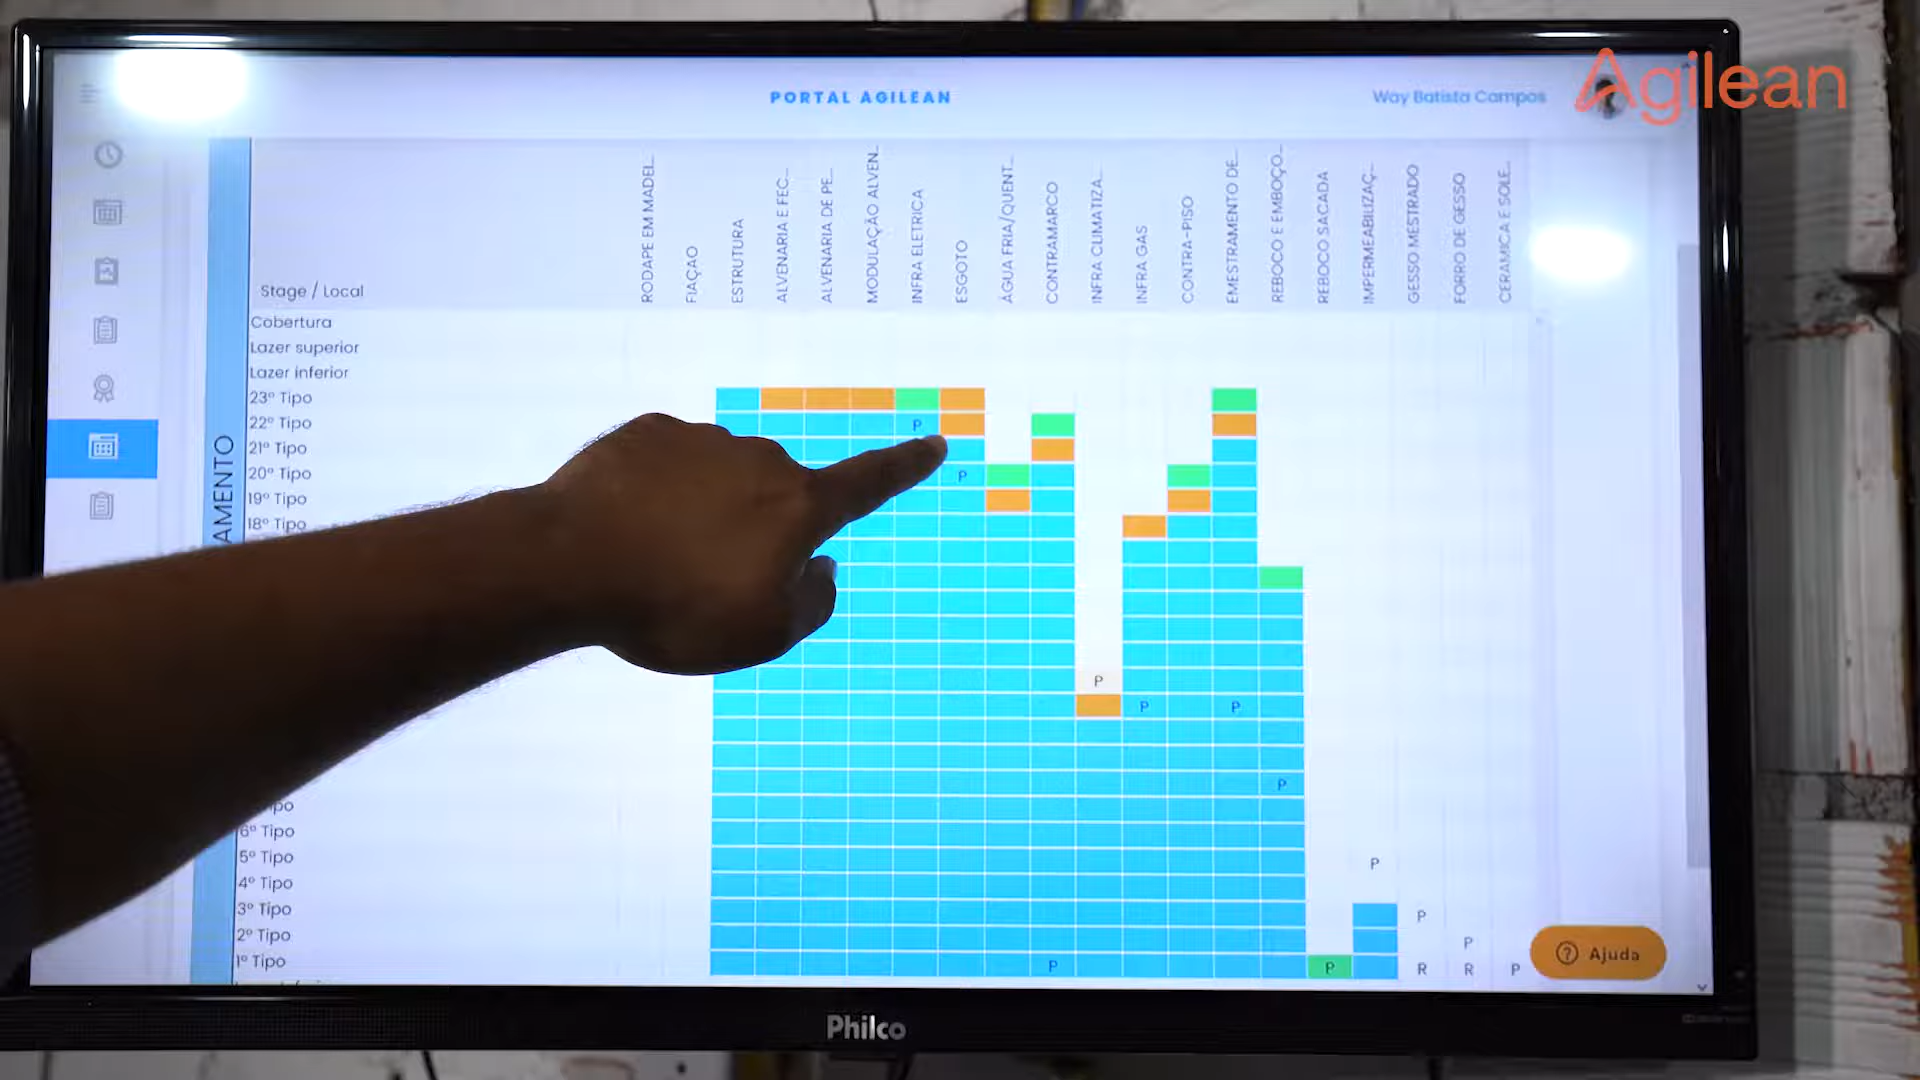 Agilean
PORTAL AGILEAN
Way Batista Campos
Stage / Local
RODAPE EM MADEI...
FIAÇAO
ESTRUTURA
ALVENARIA E FEC...
ALVENARIA DE PE...
MODULAÇÃO ALVEN...
INFRA ELETRICA
ESGOTO
ÁGUA FRIA/QUENT...
CONTRAMARCO
INFRA CLIMATIZA...
INFRA GAS
CONTRA-PISO
EMESTRAMENTO DE...
REBOCO E EMBOÇO...
REBOCO SACADA
IMPERMEABILIZAÇ...
GESSO MESTRADO
FORRO DE GESSO
CERAMICA E SOLE...
AMENTO
Cobertura
Lazer superior
Lazer inferior
23º Tipo
22º Tipo P
21º Tipo
20º Tipo P
19º Tipo
18º Tipo
P
P P
P
6º Tipo
5º Tipo P
4º Tipo
3º Tipo P
2º Tipo P
1º Tipo P P R R P
Ajuda
Philco